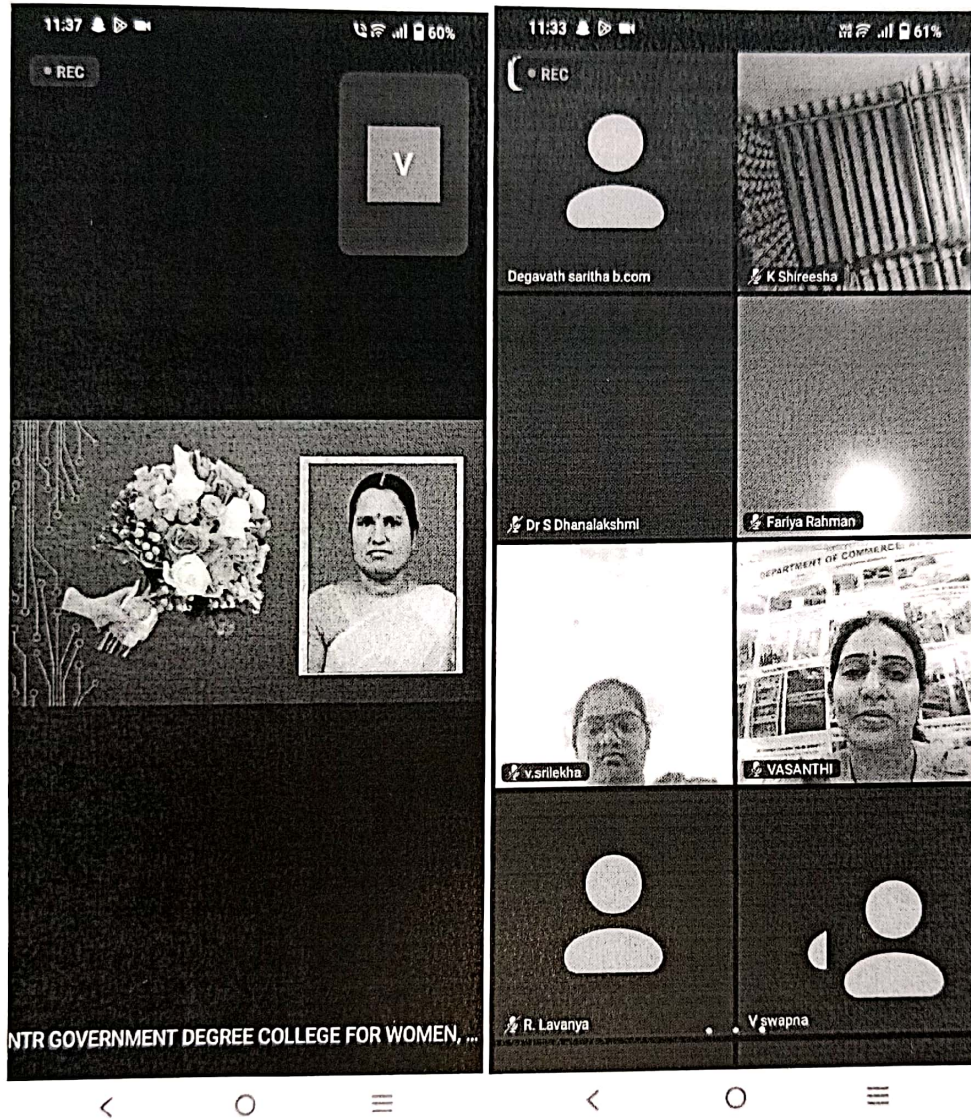 11:37 60%
REC
V
NTR GOVERNMENT DEGREE COLLEGE FOR WOMEN, ...
11:33 61%
REC
Degavath saritha b.com
K Shireesha
Dr S Dhanalakshmi
Fariya Rahman
DEPARTMENT OF COMMERCE
v.srilekha
VASANTHI
R. Lavanya
V swapna